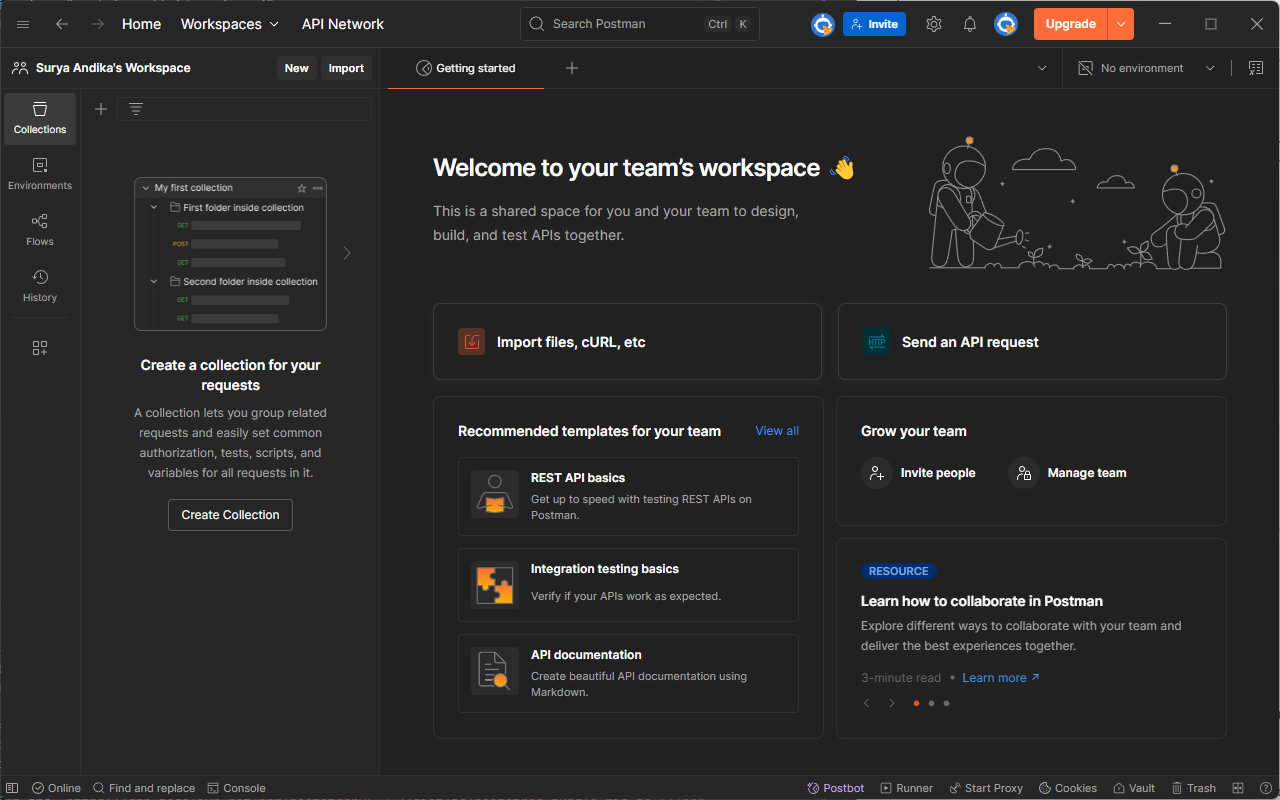 Home
Workspaces
API Network
Search Postman
Ctrl K
Invite
Upgrade
Surya Andika's Workspace
New
Import
Getting started
No environment
Collections
Environments
Flows
History
My first collection
First folder inside collection
GET
POST
GET
Second folder inside collection
GET
GET
Create a collection for your
requests
A collection lets you group related
requests and easily set common
authorization, tests, scripts, and
variables for all requests in it.
Create Collection
Welcome to your team’s workspace 👋
This is a shared space for you and your team to design,
build, and test APIs together.
Import files, cURL, etc
HTTP
Send an API request
Recommended templates for your team
View all
REST API basics
Get up to speed with testing REST APIs on
Postman.
Integration testing basics
Verify if your APIs work as expected.
API documentation
Create beautiful API documentation using
Markdown.
Grow your team
Invite people
Manage team
RESOURCE
Learn how to collaborate in Postman
Explore different ways to collaborate with your team and
deliver the best experiences together.
3-minute read • Learn more ↗
Online
Find and replace
Console
Postbot
Runner
Start Proxy
Cookies
Vault
Trash